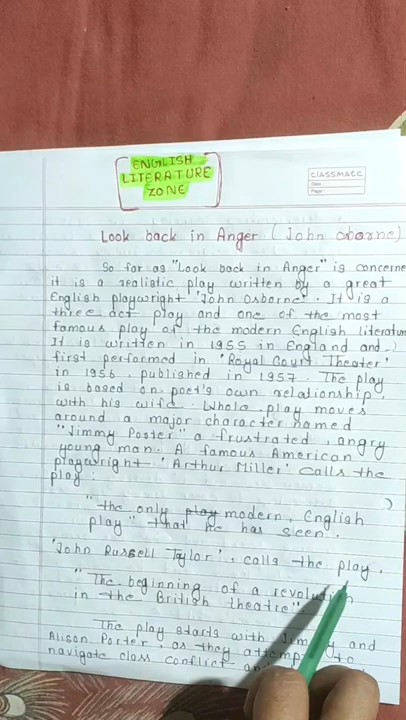 ENGLISH
LITERATURE
ZONE
CLASSMATE
Date :
Page :
Look back in Anger (John osborne)
So for as "Look back in Anger" is concerne
it is a realistic play written by a great
English playwright 'John Osborne'. It is a
three act play and one of the most
famous play of the modern English literatur
It is written in 1955 in England and
first performed in 'Royal Court Theater'
in 1956, published in 1957. The play
is based on poet's own relationship
with his wife. Whole play moves
around a major character named
"Jimmy Poster" a frustrated, angry
young man. A famous American
playwright 'Arthur Miller' calls the
play :
"the only play modern, English
play" that he has seen.
'John Russell Taylor', calls the play,
"The beginning of a revolution
in the British theatre".
The play starts with Jimmy and
Alison Porter, as they attempt to
navigate class conflict